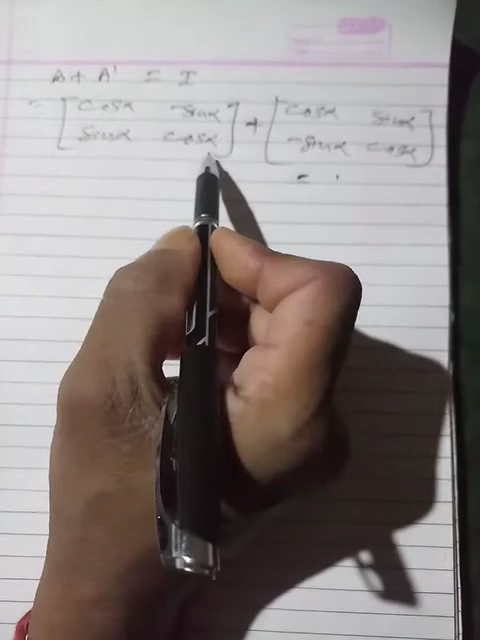 A + A' = I
= [ cosα -sinα ] + [ cosα sinα ]
[ sinα cosα ] [ -sinα cosα ]
=